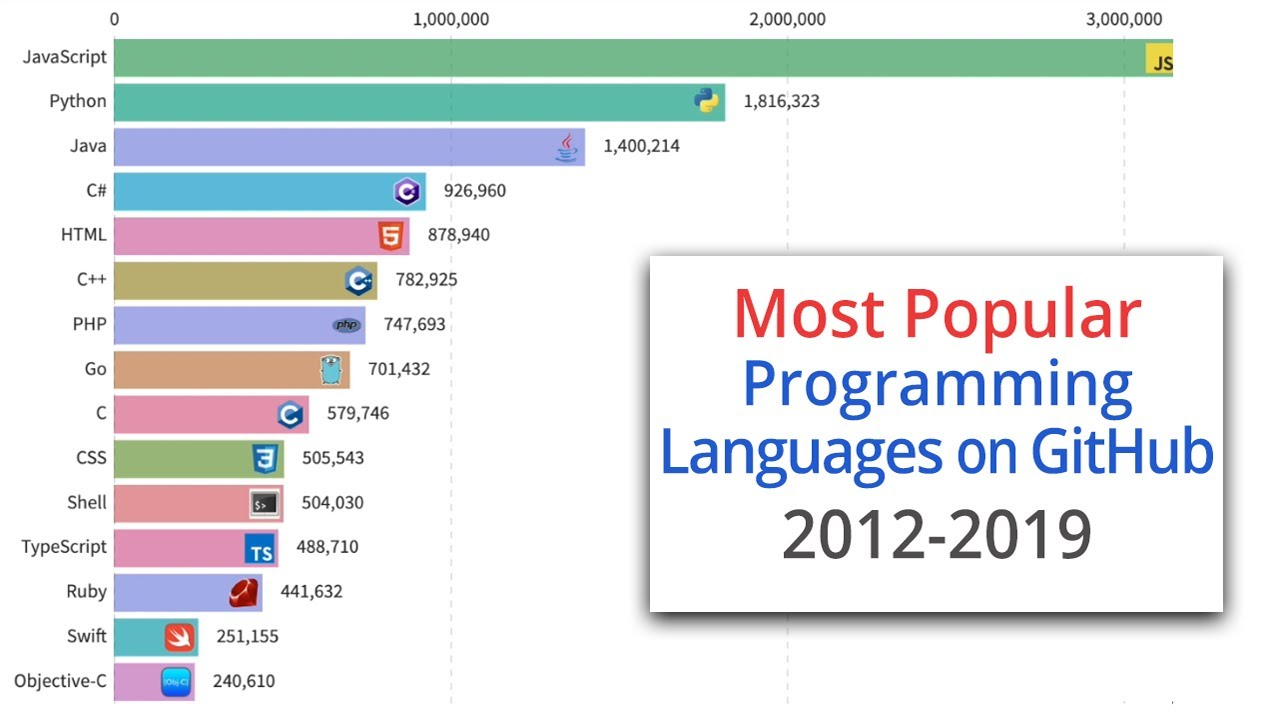 0 1,000,000 2,000,000 3,000,000
JavaScript JS
Python 1,816,323
Java 1,400,214
C# 926,960
HTML 5 878,940
C++ C++ 782,925
PHP php 747,693
Go 701,432
C C 579,746
CSS 3 505,543
Shell $> 504,030
TypeScript TS 488,710
Ruby 441,632
Swift 251,155
Objective-C [Obj-C] 240,610
Most Popular
Programming
Languages on GitHub
2012-2019